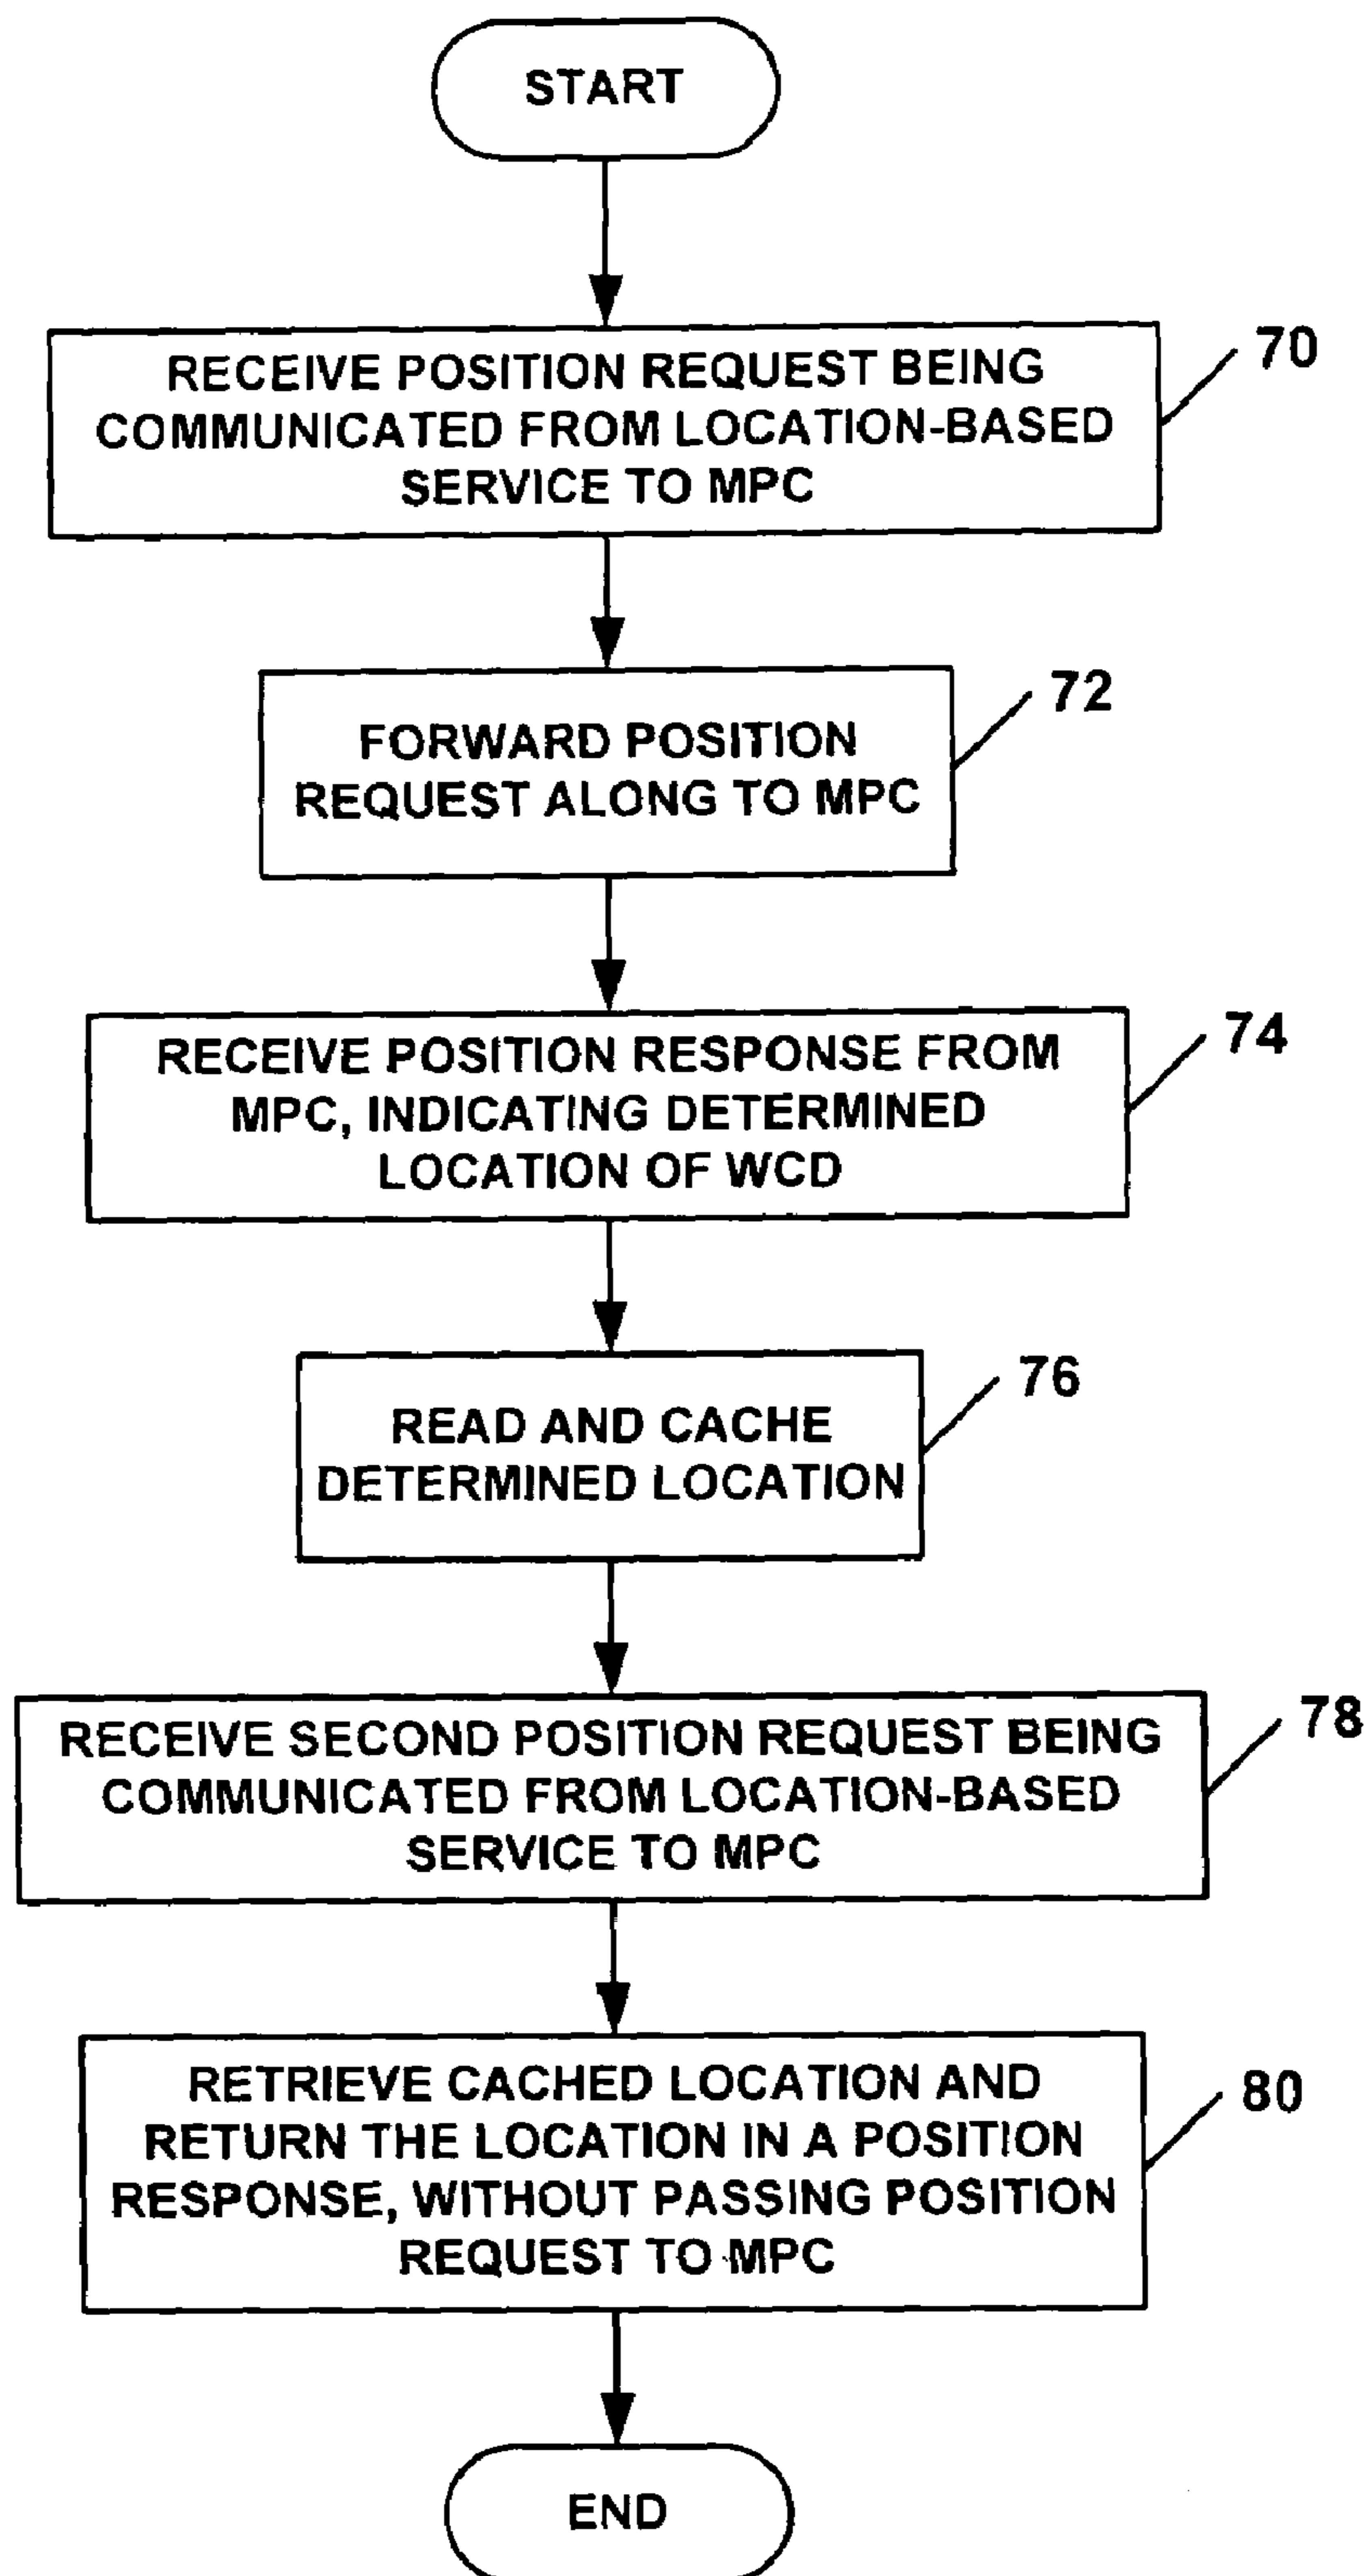 START
RECEIVE POSITION REQUEST BEING
COMMUNICATED FROM LOCATION-BASED
SERVICE TO MPC
70
FORWARD POSITION
REQUEST ALONG TO MPC
72
RECEIVE POSITION RESPONSE FROM
MPC, INDICATING DETERMINED
LOCATION OF WCD
74
READ AND CACHE
DETERMINED LOCATION
76
RECEIVE SECOND POSITION REQUEST BEING
COMMUNICATED FROM LOCATION-BASED
SERVICE TO MPC
78
RETRIEVE CACHED LOCATION AND
RETURN THE LOCATION IN A POSITION
RESPONSE, WITHOUT PASSING POSITION
REQUEST TO MPC
80
END